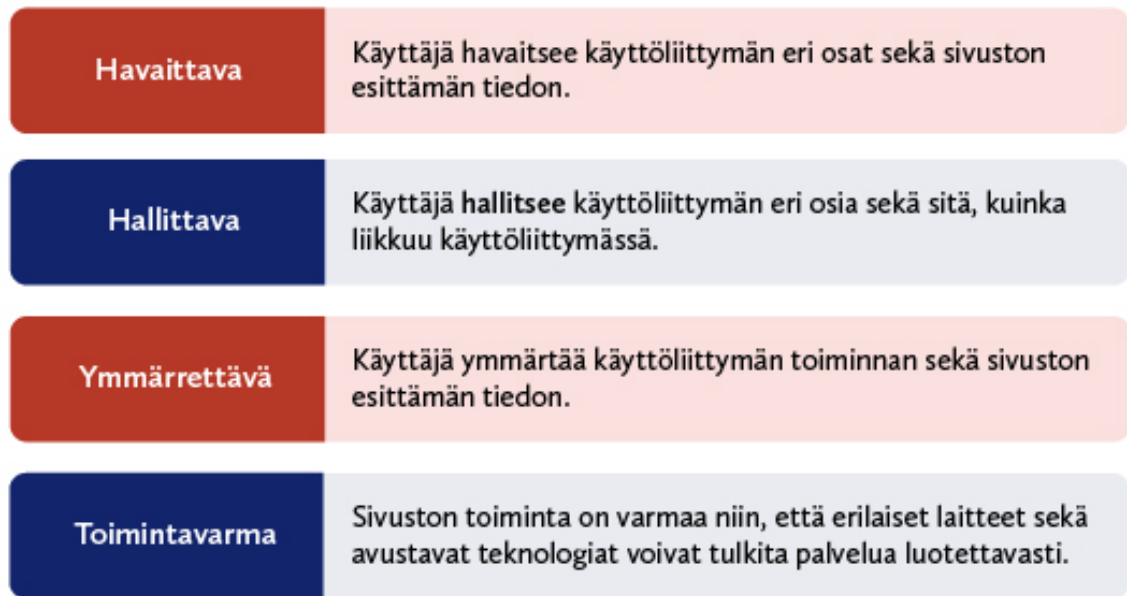 Havaittava
Käyttäjä havaitsee käyttöliittymän eri osat sekä sivuston
esittämän tiedon.
Hallittava
Käyttäjä hallitsee käyttöliittymän eri osia sekä sitä, kuinka
liikkuu käyttöliittymässä.
Ymmärrettävä
Käyttäjä ymmärtää käyttöliittymän toiminnan sekä sivuston
esittämän tiedon.
Toimintavarma
Sivuston toiminta on varmaa niin, että erilaiset laitteet sekä
avustavat teknologiat voivat tulkita palvelua luotettavasti.